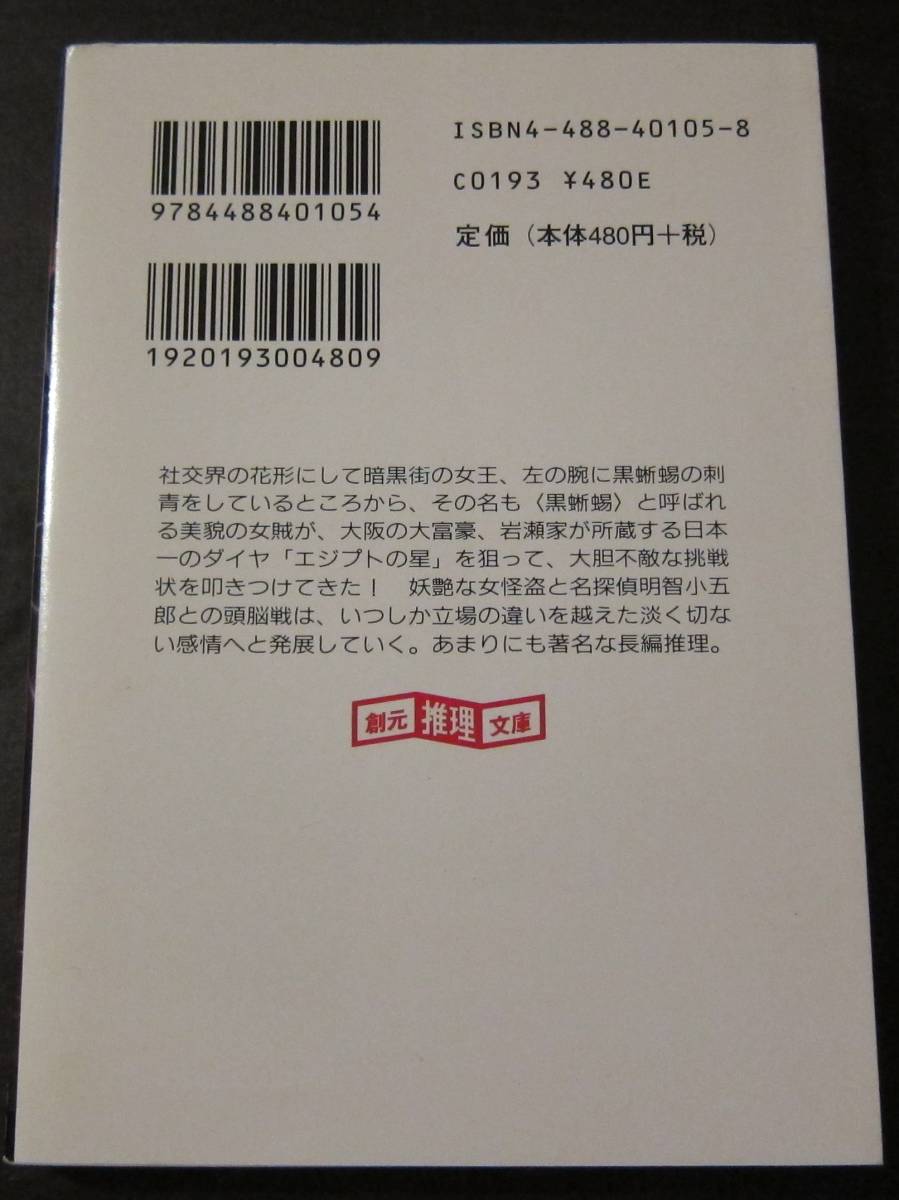 ISBN4-488-40105-8
9784488401054
C0193 ¥480E
定価（本体480円＋税）
1920193004809
社交界の花形にして暗黒街の女王、左の腕に黒蜥蜴の刺
青をしているところから、その名も〈黒蜥蜴〉と呼ばれ
る美貌の女賊が、大阪の大富豪、岩瀬家が所蔵する日本
一のダイヤ「エジプトの星」を狙って、大胆不敵な挑戦
状を叩きつけてきた！　妖艶な女怪盗と名探偵明智小五
郎との頭脳戦は、いつしか立場の違いを越えた淡く切な
い感情へと発展していく。あまりにも著名な長編推理。
創元推理文庫